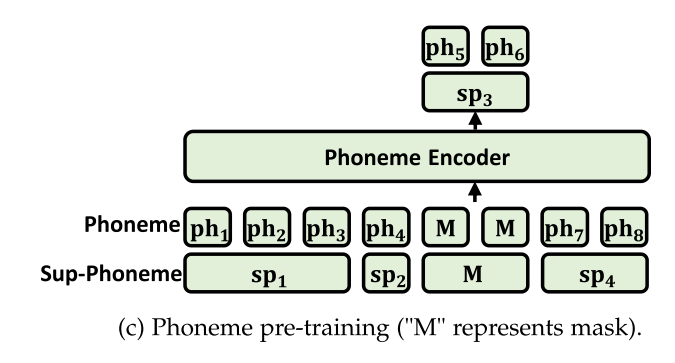 ph₅ ph₆
sp₃
Phoneme Encoder
Phoneme ph₁ ph₂ ph₃ ph₄ M M ph₇ ph₈
Sup-Phoneme sp₁ sp₂ M sp₄
(c) Phoneme pre-training ("M" represents mask).